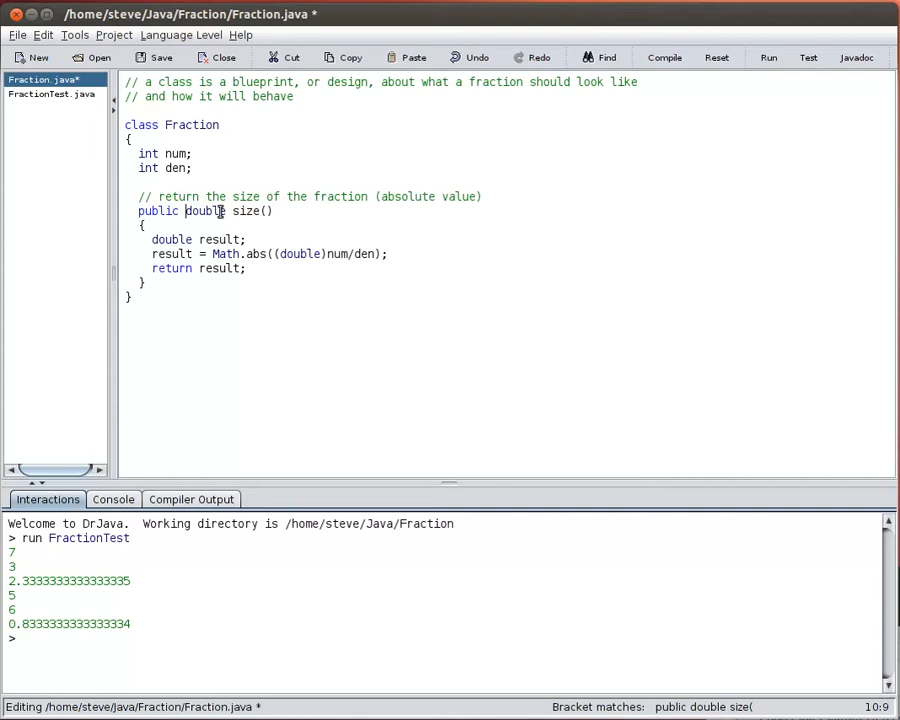 /home/steve/Java/Fraction/Fraction.java *
File Edit Tools Project Language Level Help
New Open Save Close Cut Copy Paste Undo Redo Find Compile Reset Run Test Javadoc
Fraction.java*
FractionTest.java
// a class is a blueprint, or design, about what a fraction should look like
// and how it will behave
class Fraction
{
int num;
int den;
// return the size of the fraction (absolute value)
public double size()
{
double result;
result = Math.abs((double)num/den);
return result;
}
}
Interactions Console Compiler Output
Welcome to DrJava. Working directory is /home/steve/Java/Fraction
> run FractionTest
7
3
2.3333333333333335
5
6
0.8333333333333334
>
Editing /home/steve/Java/Fraction/Fraction.java * Bracket matches: public double size( 10:9